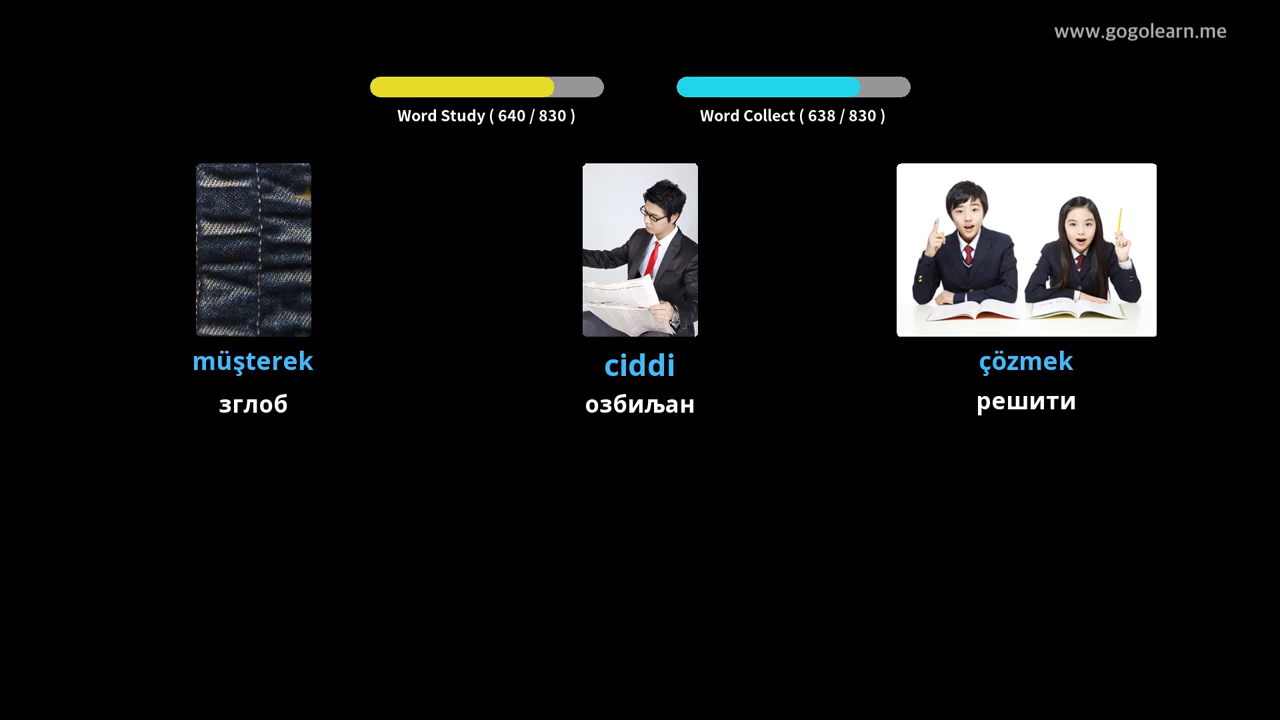 www.gogolearn.me
Word Study ( 640 / 830 )
Word Collect ( 638 / 830 )
müşterek
ciddi
çözmek
зглоб
озбиљан
решити